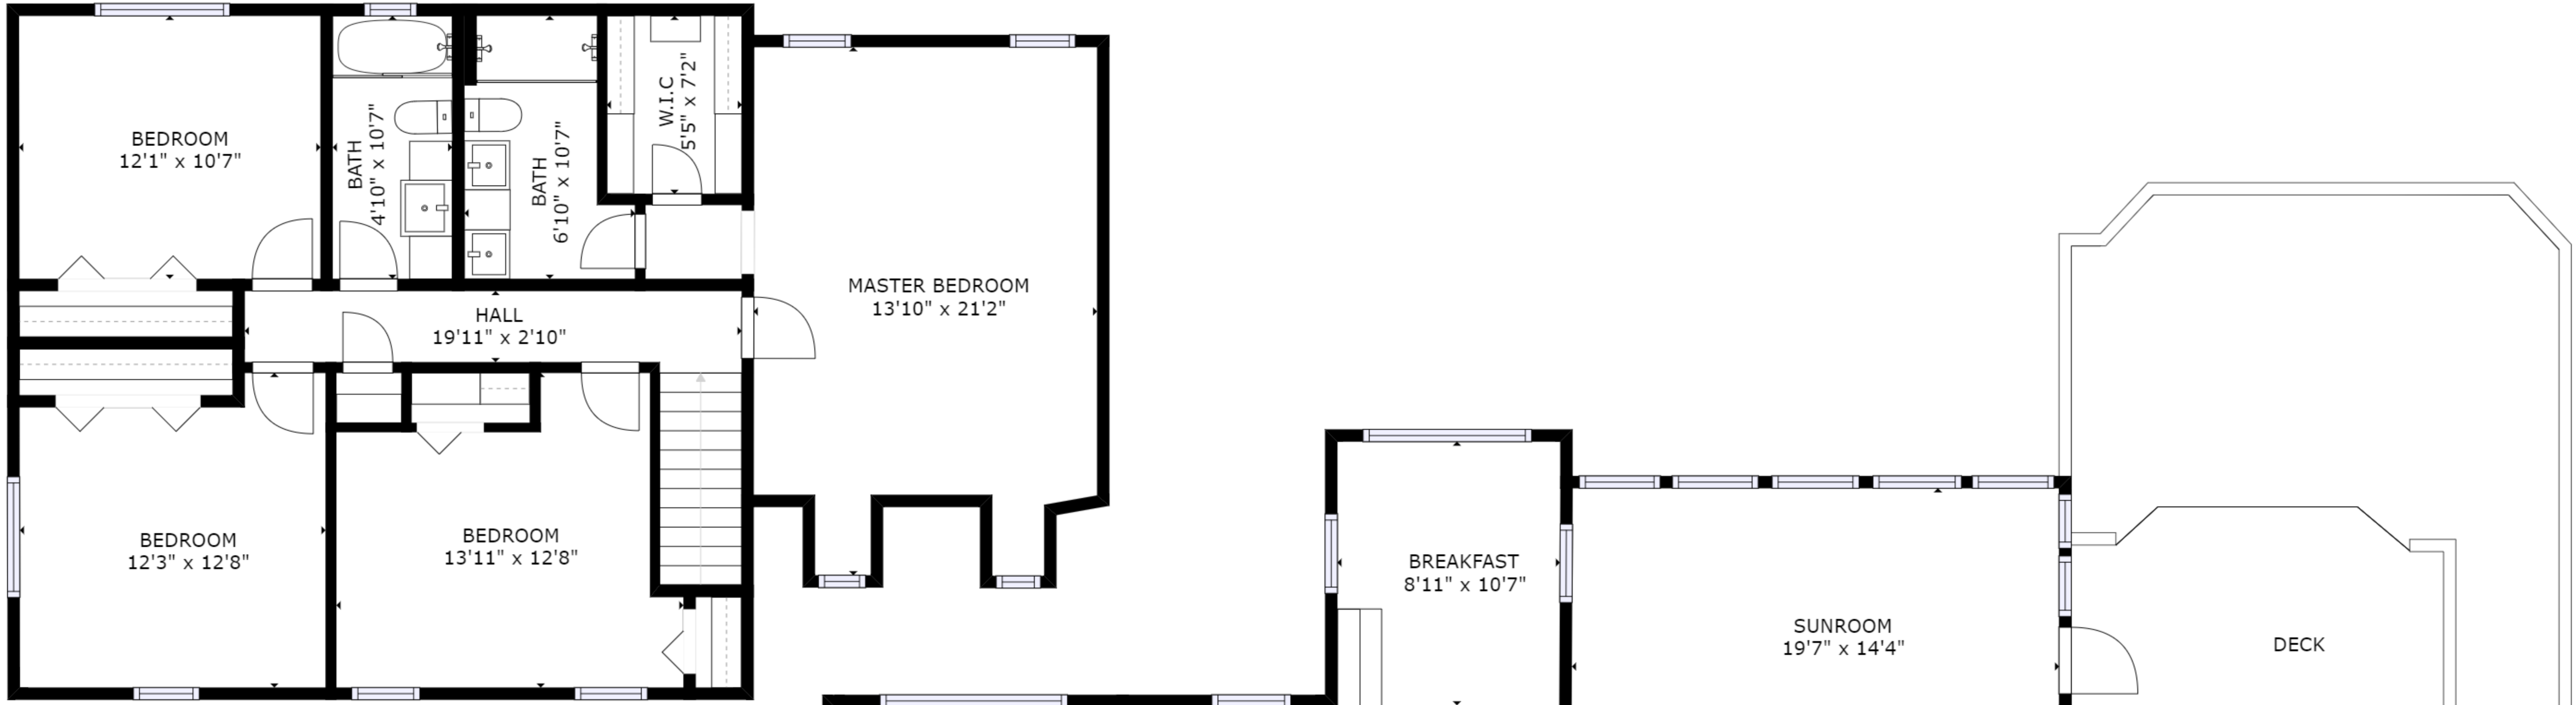 BEDROOM
12'1" x 10'7"
BATH
4'10" x 10'7"
BATH
6'10" x 10'7"
W.I.C
5'5" x 7'2"
MASTER BEDROOM
13'10" x 21'2"
HALL
19'11" x 2'10"
BEDROOM
12'3" x 12'8"
BEDROOM
13'11" x 12'8"
BREAKFAST
8'11" x 10'7"
SUNROOM
19'7" x 14'4"
DECK